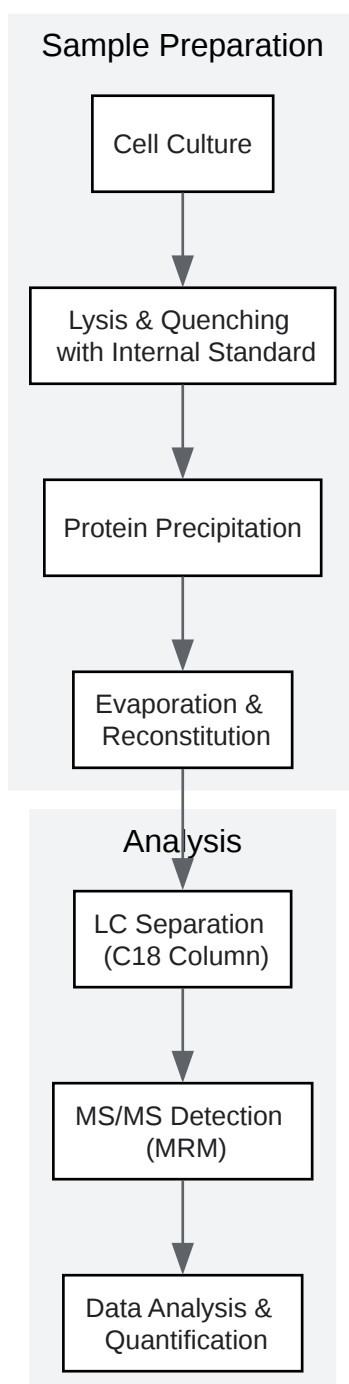 Sample Preparation
Cell Culture
Lysis & Quenching
with Internal Standard
Protein Precipitation
Evaporation &
Reconstitution
Analysis
LC Separation
(C18 Column)
MS/MS Detection
(MRM)
Data Analysis &
Quantification